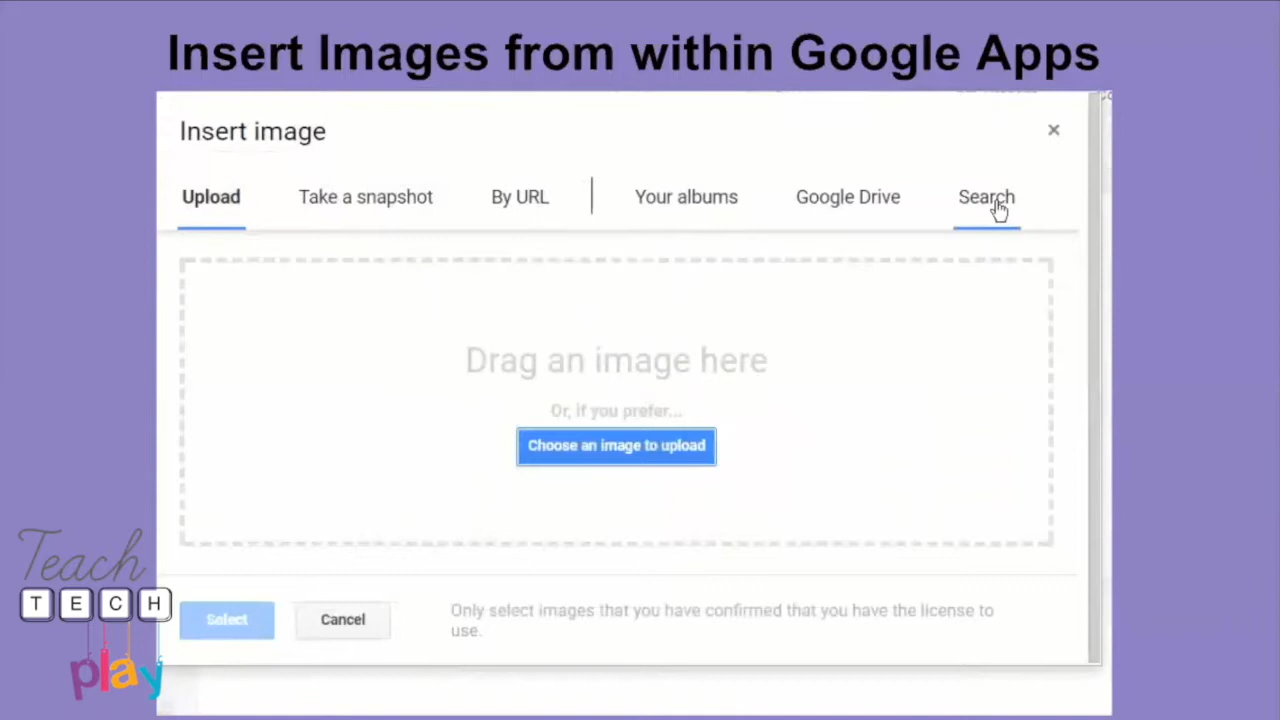 Insert Images from within Google Apps
Insert image
Upload Take a snapshot By URL Your albums Google Drive Search
Drag an image here
Or, if you prefer...
Choose an image to upload
Select Cancel Only select images that you have confirmed that you have the license to
use.
Teach
TECH
play